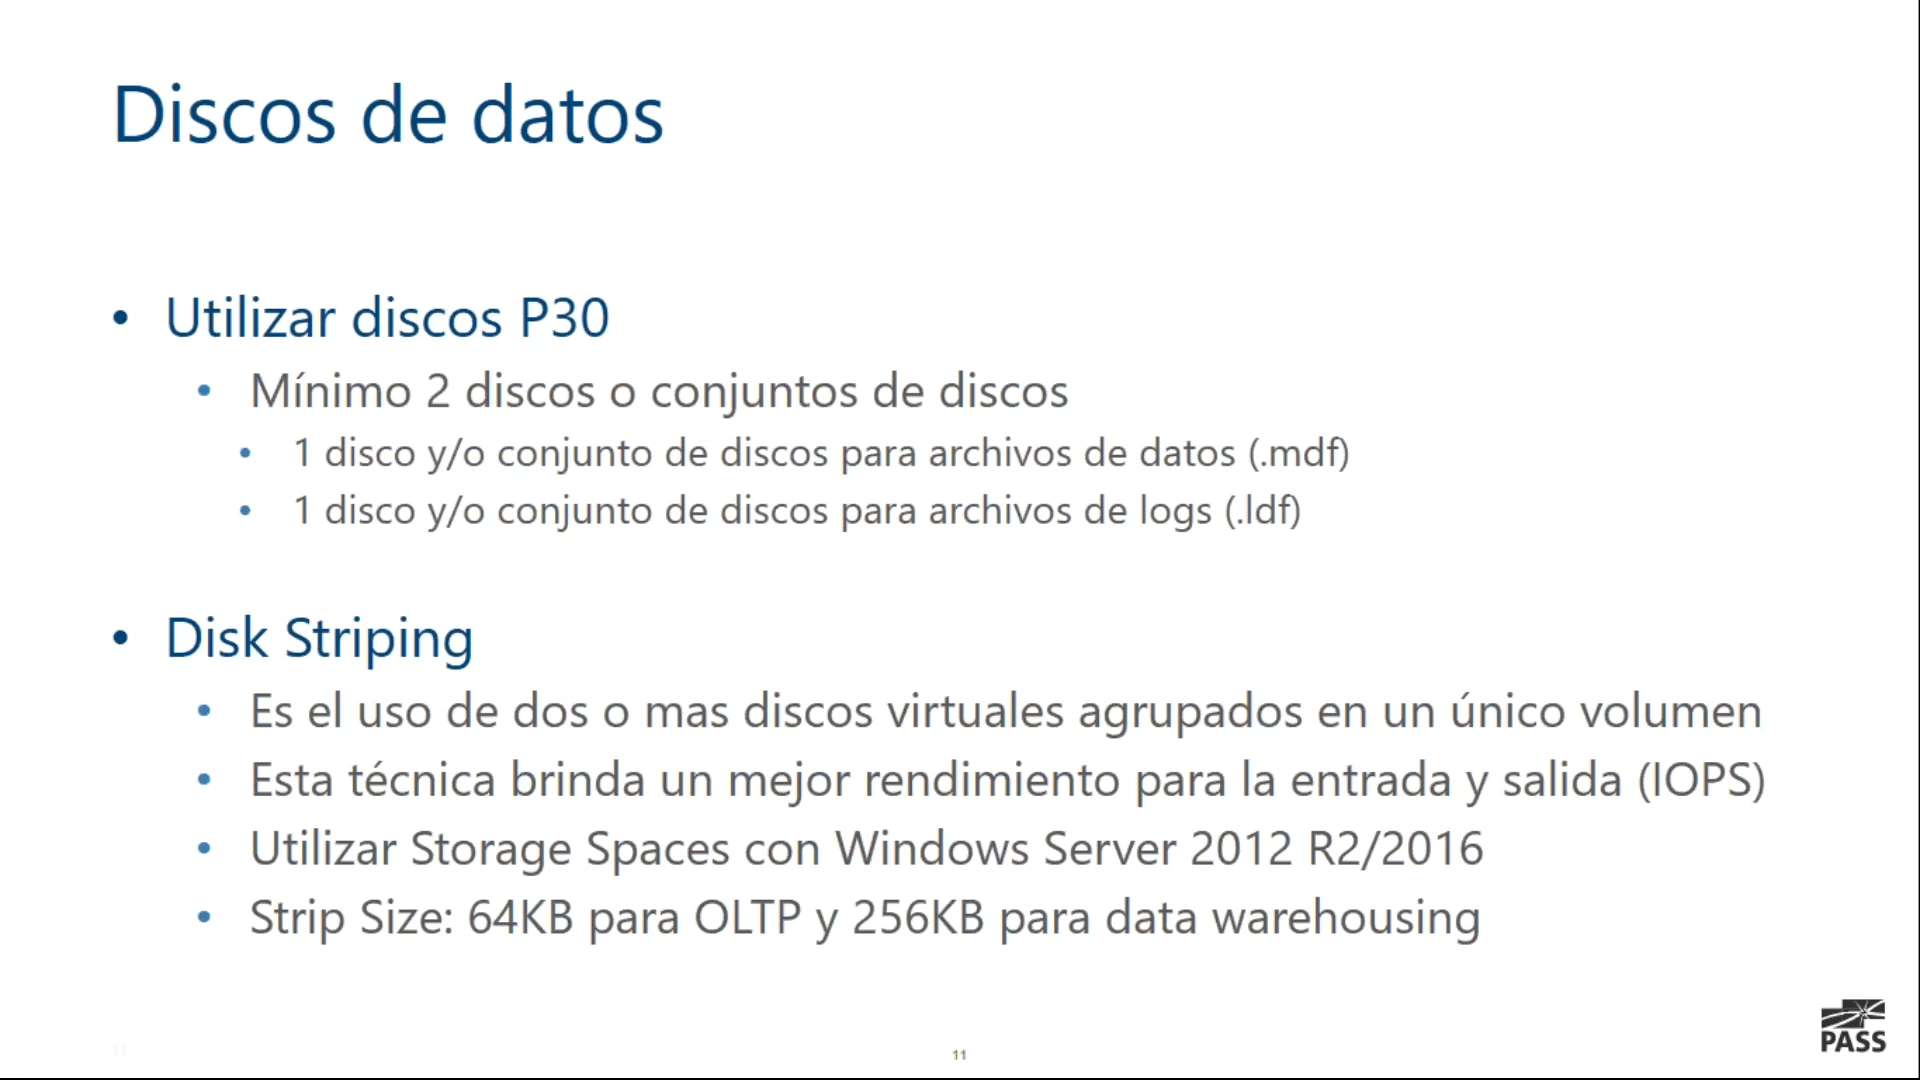 Discos de datos
• Utilizar discos P30
• Mínimo 2 discos o conjuntos de discos
• 1 disco y/o conjunto de discos para archivos de datos (.mdf)
• 1 disco y/o conjunto de discos para archivos de logs (.ldf)
• Disk Striping
• Es el uso de dos o mas discos virtuales agrupados en un único volumen
• Esta técnica brinda un mejor rendimiento para la entrada y salida (IOPS)
• Utilizar Storage Spaces con Windows Server 2012 R2/2016
• Strip Size: 64KB para OLTP y 256KB para data warehousing
11
PASS